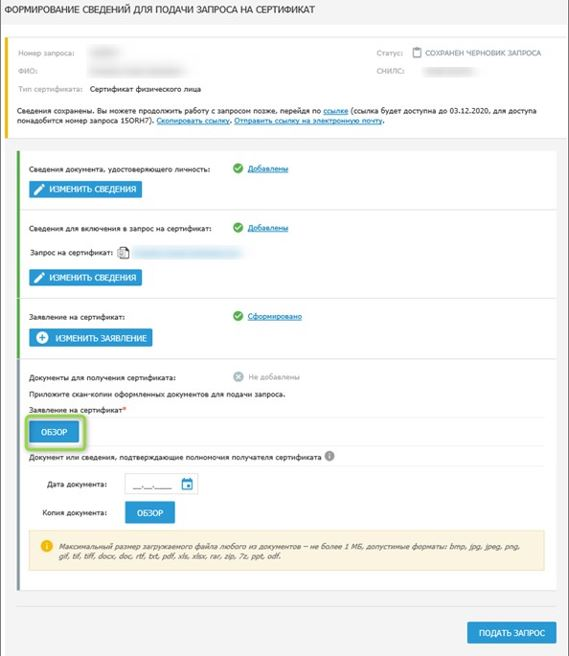 ФОРМИРОВАНИЕ СВЕДЕНИЙ ДЛЯ ПОДАЧИ ЗАПРОСА НА СЕРТИФИКАТ
Номер запроса:
Статус: СОХРАНЕН ЧЕРНОВИК ЗАПРОСА
ФИО:
СНИЛС:
Тип сертификата: Сертификат физического лица
Сведения сохранены. Вы можете продолжить работу с запросом позже, перейдя по ссылке (ссылка будет доступна до 03.12.2020, для доступа
понадобится номер запроса 15ORH7). Скопировать ссылку. Отправить ссылку на электронную почту.
Сведения документа, удостоверяющего личность: Добавлены
ИЗМЕНИТЬ СВЕДЕНИЯ
Сведения для включения в запрос на сертификат: Добавлены
Запрос на сертификат:
ИЗМЕНИТЬ СВЕДЕНИЯ
Заявление на сертификат: Сформировано
ИЗМЕНИТЬ ЗАЯВЛЕНИЕ
Документы для получения сертификата: Не добавлены
Приложите скан-копии оформленных документов для подачи запроса.
Заявление на сертификат*
ОБЗОР
Документ или сведения, подтверждающие полномочия получателя сертификата
Дата документа: __.__.____
Копия документа: ОБЗОР
Максимальный размер загружаемого файла любого из документов – не более 1 МБ, допустимые форматы: bmp, jpg, jpeg, png,
gif, tif, tiff, docx, doc, rtf, txt, pdf, xls, xlsx, rar, zip, 7z, ppt, odf.
ПОДАТЬ ЗАПРОС